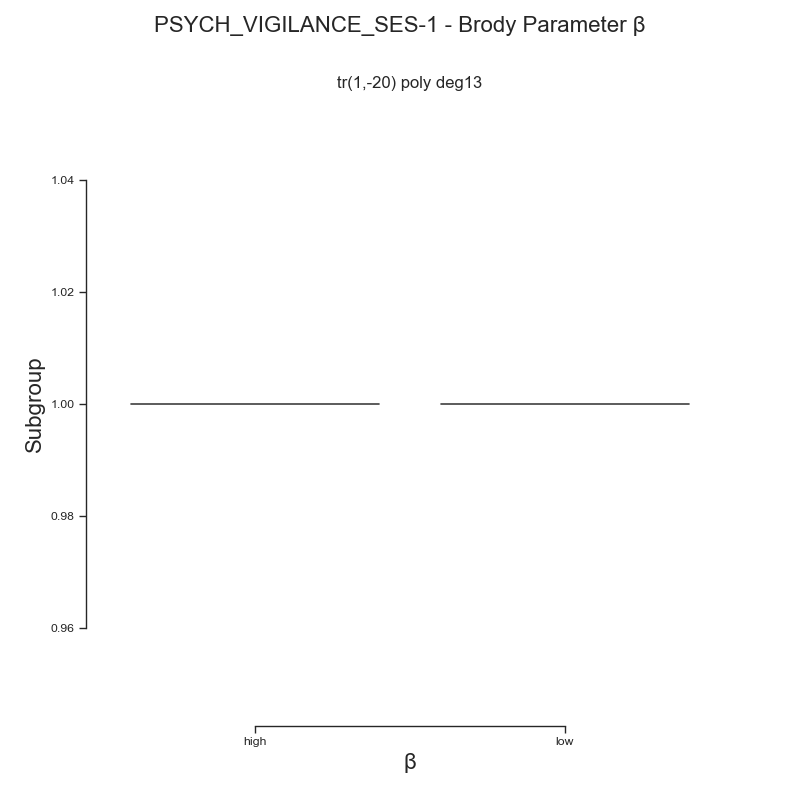 PSYCH_VIGILANCE_SES-1 - Brody Parameter β
tr(1,-20) poly deg13
1.04
1.02
1.00
0.98
0.96
Subgroup
high
low
β